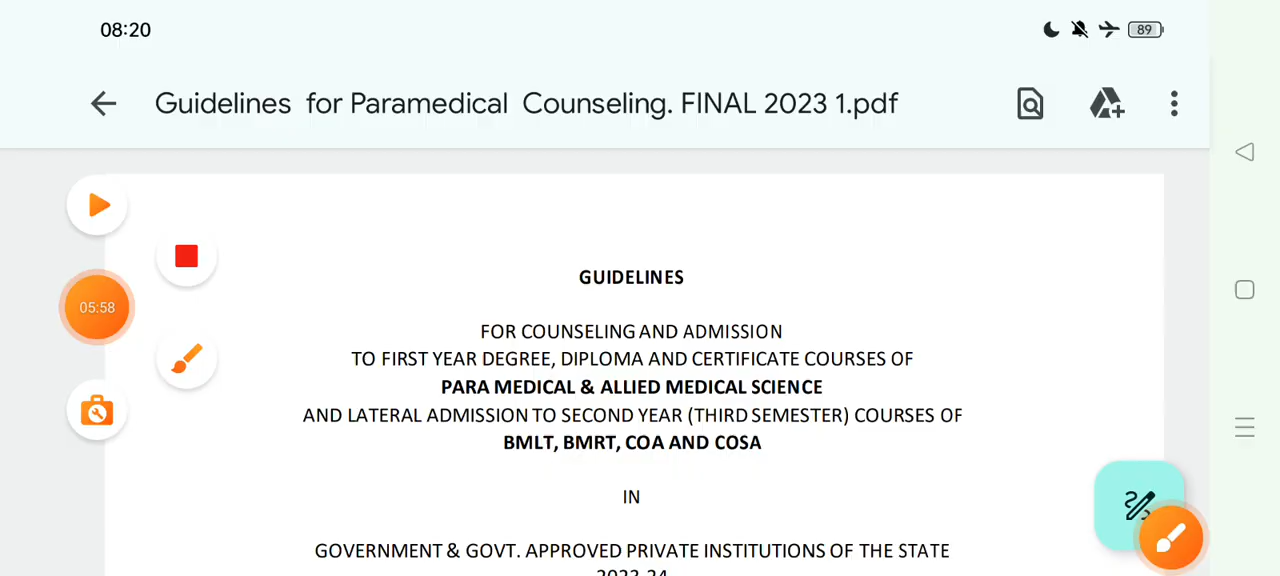 08:20
89
Guidelines for Paramedical Counseling. FINAL 2023 1.pdf
05:58
GUIDELINES
FOR COUNSELING AND ADMISSION
TO FIRST YEAR DEGREE, DIPLOMA AND CERTIFICATE COURSES OF
PARA MEDICAL & ALLIED MEDICAL SCIENCE
AND LATERAL ADMISSION TO SECOND YEAR (THIRD SEMESTER) COURSES OF
BMLT, BMRT, COA AND COSA
IN
GOVERNMENT & GOVT. APPROVED PRIVATE INSTITUTIONS OF THE STATE
2023-24